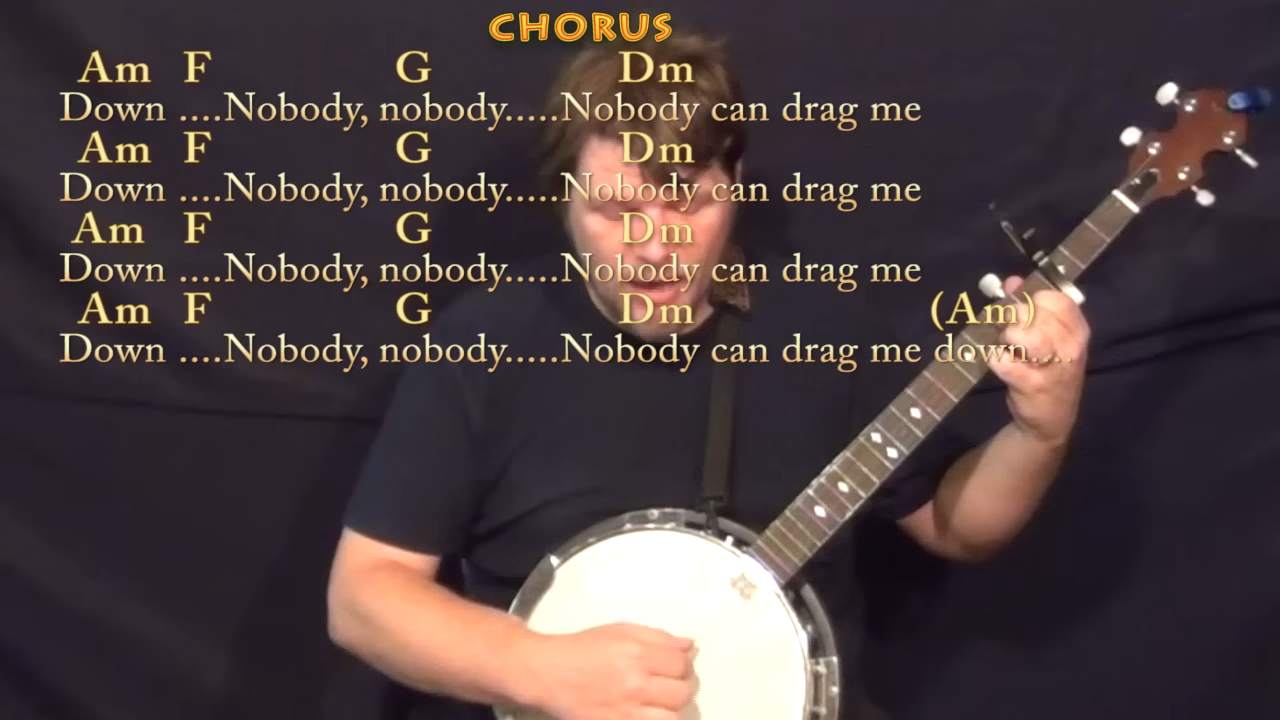 CHORUS
Am F G Dm
Down ....Nobody, nobody.....Nobody can drag me
Am F G Dm
Down ....Nobody, nobody.....Nobody can drag me
Am F G Dm
Down ....Nobody, nobody.....Nobody can drag me
Am F G Dm (Am)
Down ....Nobody, nobody.....Nobody can drag me down....